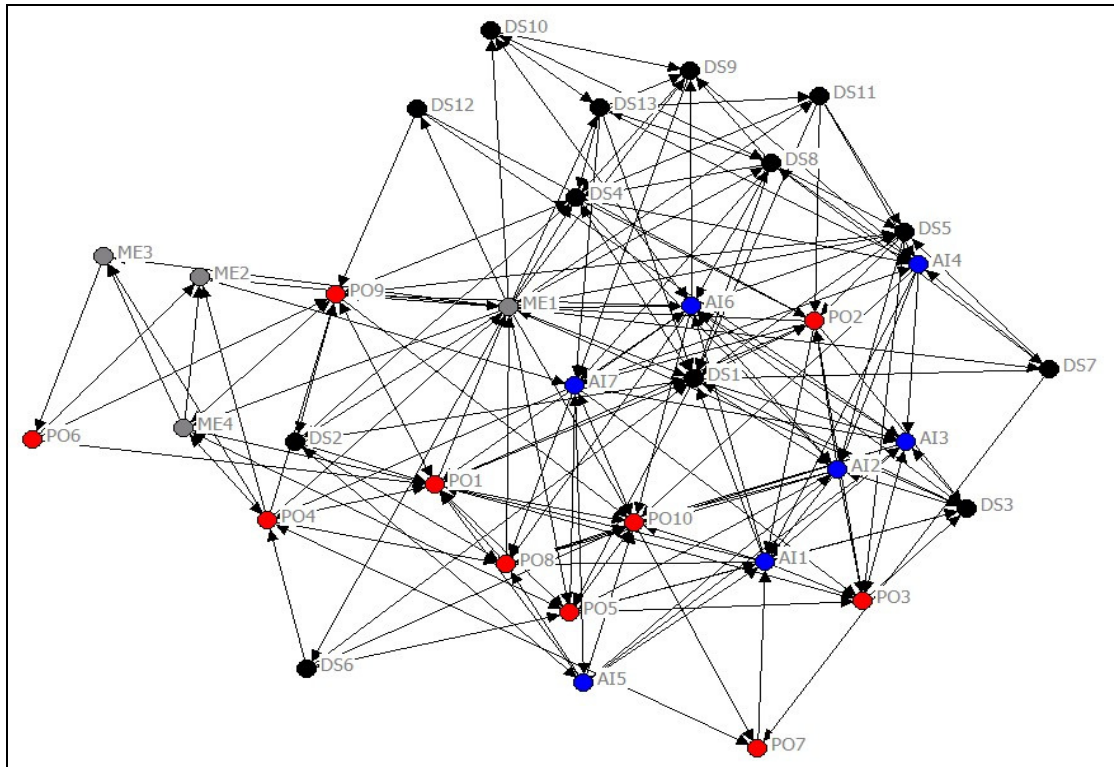 DS10
DS9
DS11
DS12
DS13
DS8
DS4
DS5
ME3
AI4
ME2
PO9
ME1
AI6
PO2
DS7
DS1
AI7
ME4
PO6
DS2
AI3
AI2
PO1
DS3
PO4
PO10
PO8
AI1
PO3
PO5
DS6
AI5
PO7